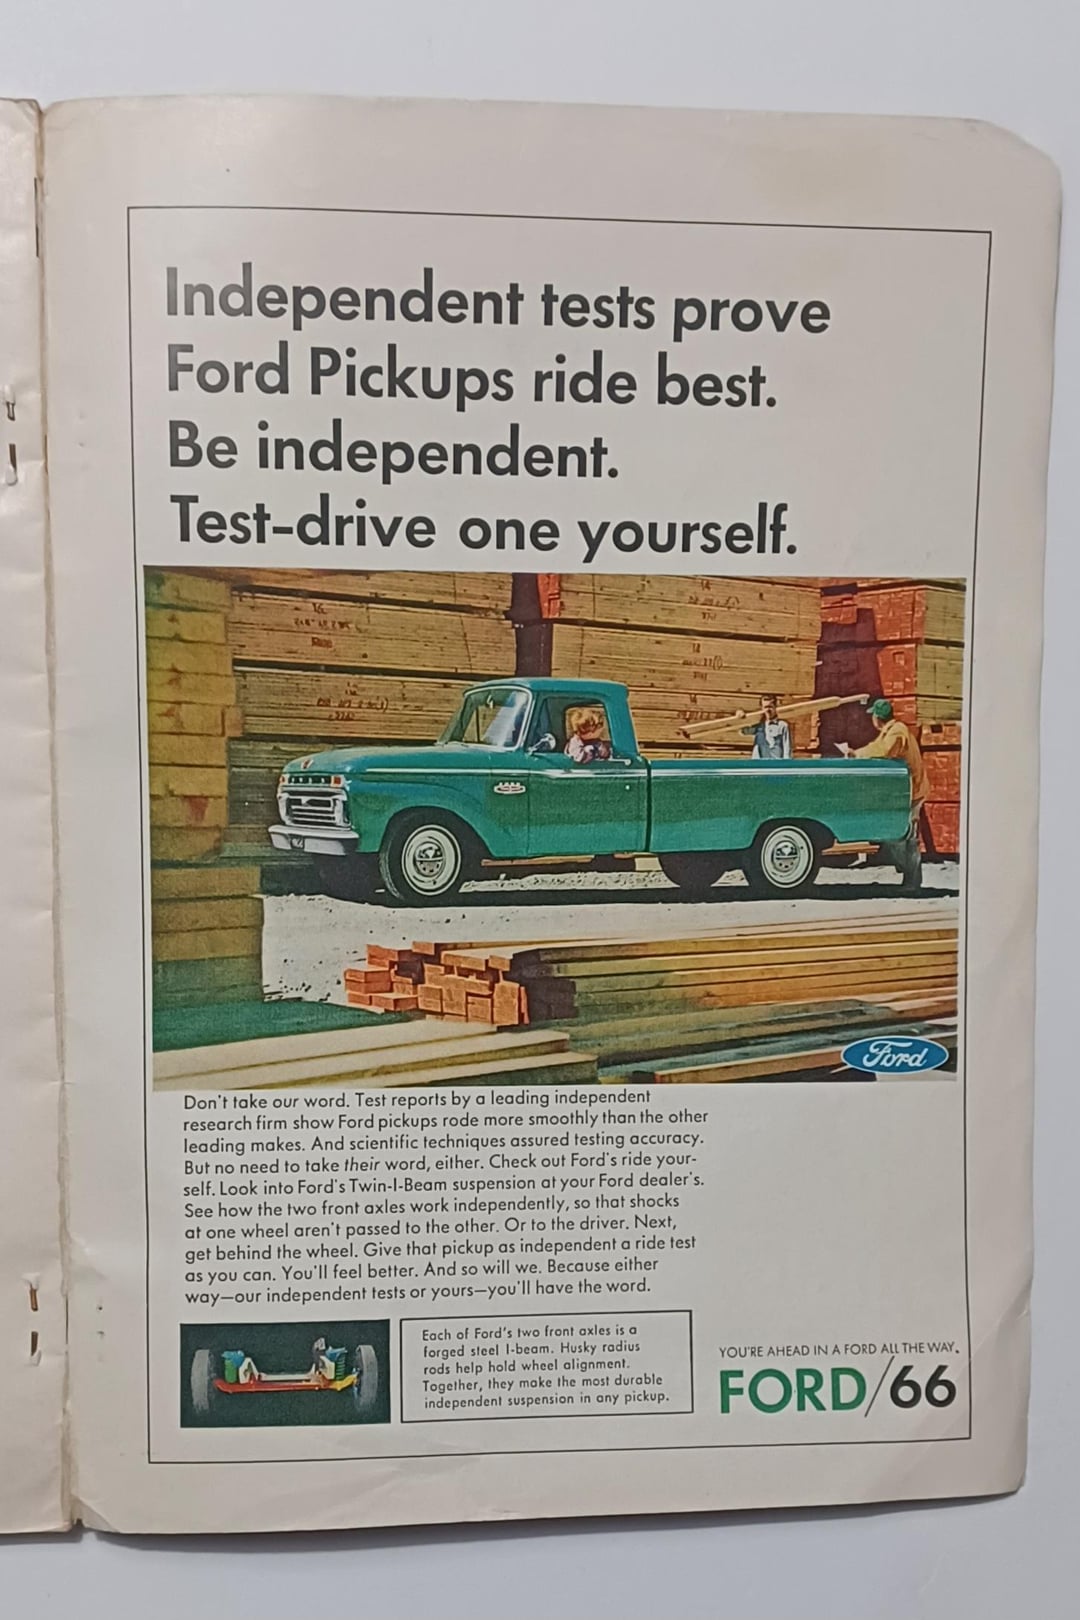 Independent tests prove
Ford Pickups ride best.
Be independent.
Test-drive one yourself.
Ford
Don't take our word. Test reports by a leading independent
research firm show Ford pickups rode more smoothly than the other
leading makes. And scientific techniques assured testing accuracy.
But no need to take their word, either. Check out Ford's ride your-
self. Look into Ford's Twin-I-Beam suspension at your Ford dealer's.
See how the two front axles work independently, so that shocks
at one wheel aren't passed to the other. Or to the driver. Next,
get behind the wheel. Give that pickup as independent a ride test
as you can. You'll feel better. And so will we. Because either
way—our independent tests or yours—you'll have the word.
Each of Ford's two front axles is a
forged steel I-beam. Husky radius
rods help hold wheel alignment.
Together, they make the most durable
independent suspension in any pickup.
YOU'RE AHEAD IN A FORD ALL THE WAY.
FORD/66